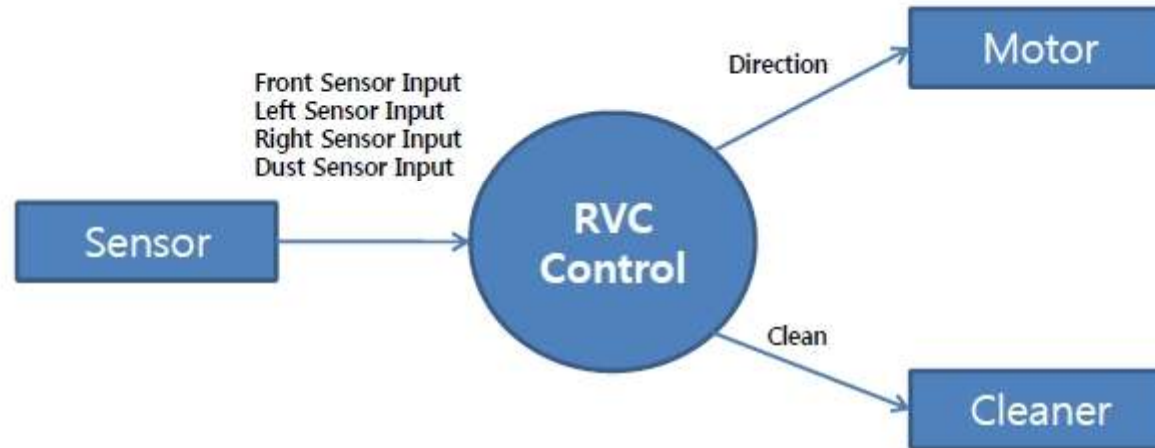 Front Sensor Input
Left Sensor Input
Right Sensor Input
Dust Sensor Input
Sensor
RVC
Control
Direction
Motor
Clean
Cleaner